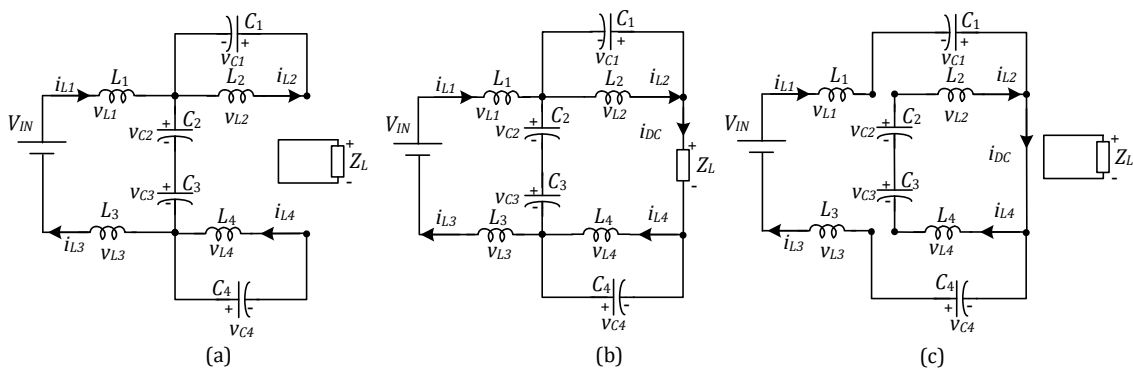 C1
- +
vC1
iL1 L1 L2 iL2
vL1 vL2
VIN
+ C2
vC2
-
+
ZL
-
+ C3
vC3
-
L3 L4 iL4
iL3 vL3 vL4
C4
+ -
vC4
(a)
C1
- +
vC1
iL1 L1 L2 iL2
vL1 vL2
VIN
+ C2
vC2
-
iDC
+
ZL
-
+ C3
vC3
-
L3 L4 iL4
iL3 vL3 vL4
C4
+ -
vC4
(b)
C1
- +
vC1
iL1 L1 L2 iL2
vL1 vL2
VIN
+ C2
vC2
-
iDC
+
ZL
-
+ C3
vC3
-
L3 L4 iL4
iL3 vL3 vL4
C4
+ -
vC4
(c)